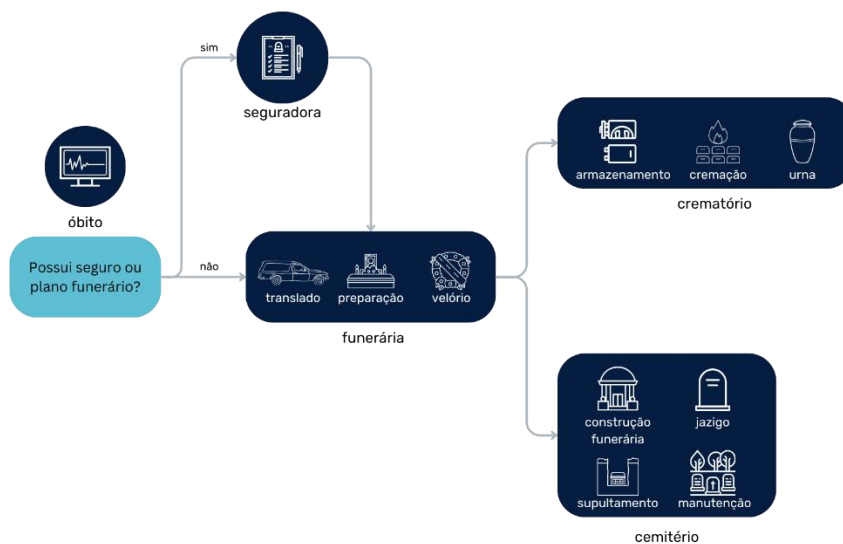 sim
seguradora
óbito
Possui seguro ou
plano funerário?
não
translado
preparação
velório
funerária
armazenamento
cremação
urna
crematório
construção
funerária
jazigo
supultamento
manutenção
cemitério